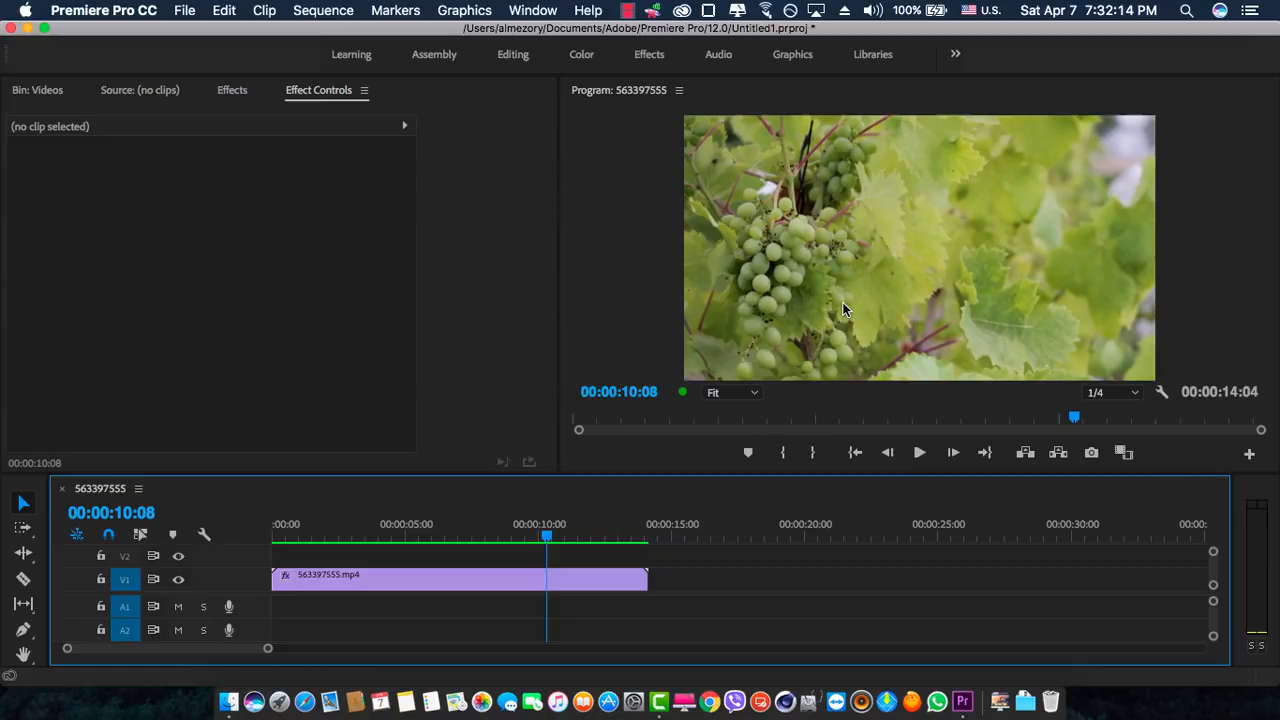 Premiere Pro CC File Edit Clip Sequence Markers Graphics Window Help 100% U.S. Sat Apr 7 7:32:14 PM
/Users/almezory/Documents/Adobe/Premiere Pro/12.0/Untitled1.prproj *
Learning Assembly Editing Color Effects Audio Graphics Libraries
Bin: Videos Source: (no clips) Effects Effect Controls
Program: 563397555
(no clip selected)
00:00:10:08 Fit 1/4 00:00:14:04
00:00:10:08
563397555
00:00:10:08
:00:00 00:00:05:00 00:00:10:00 00:00:15:00 00:00:20:00 00:00:25:00 00:00:30:00 00:00:
V2
V1 fx 563397555.mp4
A1 M S
A2 M S
S S
7
Pr